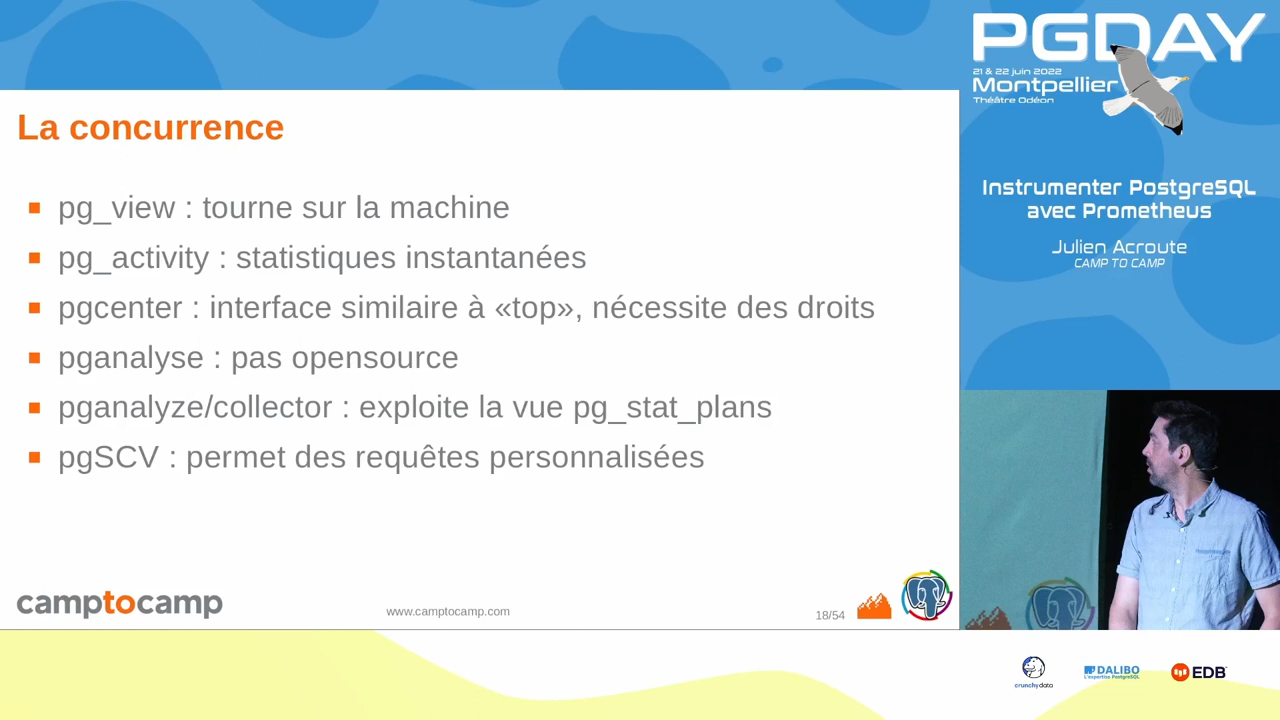 La concurrence
pg_view : tourne sur la machine
pg_activity : statistiques instantanées
pgcenter : interface similaire à «top», nécessite des droits
pganalyse : pas opensource
pganalyze/collector : exploite la vue pg_stat_plans
pgSCV : permet des requêtes personnalisées
camptocamp
www.camptocamp.com
18/54
PGDAY
21 & 22 juin 2022
Montpellier
Théâtre Odéon
Instrumenter PostgreSQL
avec Prometheus
Julien Acroute
CAMP TO CAMP
crunchydata
DALIBO
L'expertise PostgreSQL
EDB